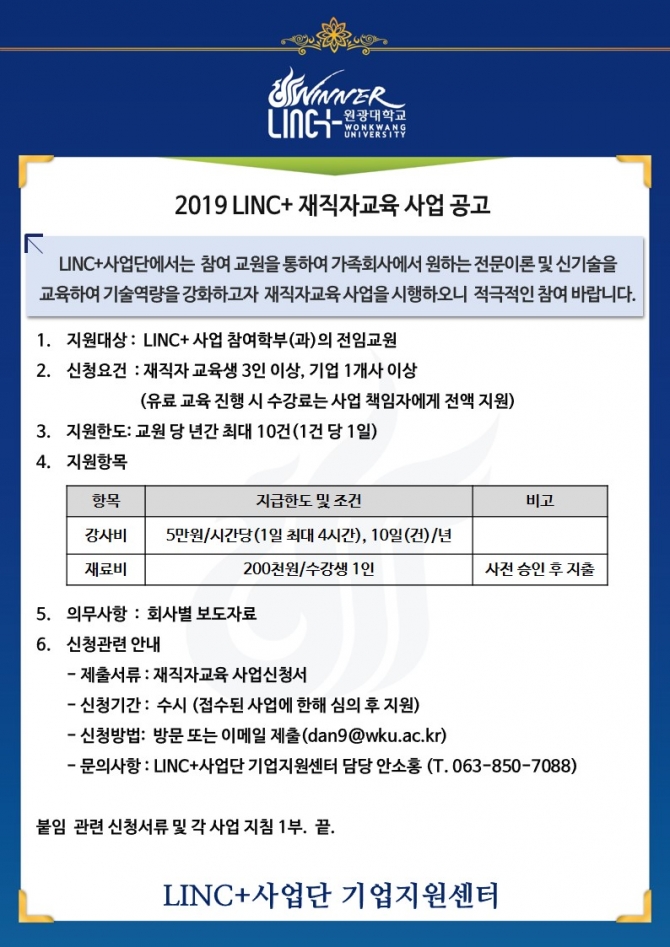 WINNER
LINC+ 원광대학교
WONKWANG
UNIVERSITY
2019 LINC+ 재직자교육 사업 공고
LINC+사업단에서는 참여 교원을 통하여 가족회사에서 원하는 전문이론 및 신기술을
교육하여 기술역량을 강화하고자 재직자교육 사업을 시행하오니 적극적인 참여 바랍니다.
1. 지원대상 : LINC+ 사업 참여학부(과)의 전임교원
2. 신청요건 : 재직자 교육생 3인 이상, 기업 1개사 이상
(유료 교육 진행 시 수강료는 사업 책임자에게 전액 지원)
3. 지원한도: 교원 당 년간 최대 10건(1건 당 1일)
4. 지원항목
항목 지급한도 및 조건 비고
강사비 5만원/시간당(1일 최대 4시간), 10일(건)/년
재료비 200천원/수강생 1인 사전 승인 후 지출
5. 의무사항 : 회사별 보도자료
6. 신청관련 안내
- 제출서류 : 재직자교육 사업신청서
- 신청기간 : 수시 (접수된 사업에 한해 심의 후 지원)
- 신청방법: 방문 또는 이메일 제출(dan9@wku.ac.kr)
- 문의사항 : LINC+사업단 기업지원센터 담당 안소홍 (T. 063-850-7088)
붙임 관련 신청서류 및 각 사업 지침 1부. 끝.
LINC+사업단 기업지원센터